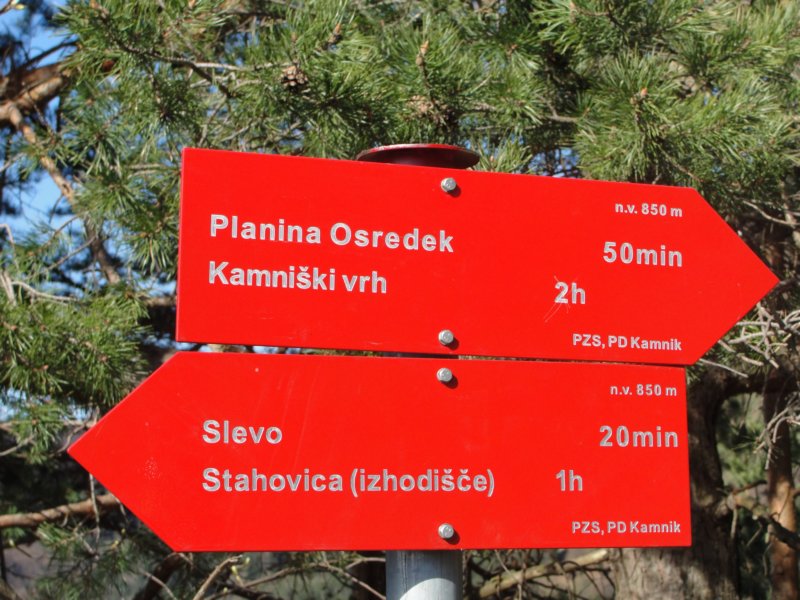 n.v. 850 m
Planina Osredek 50min
Kamniški vrh 2h
PZS, PD Kamnik
n.v. 850 m
Slevo 20min
Stahovica (izhodišče) 1h
PZS, PD Kamnik